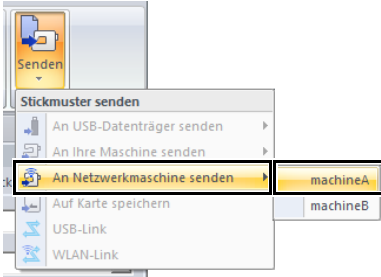 Senden
Stickmuster senden
An USB-Datenträger senden
An Ihre Maschine senden
An Netzwerkmaschine senden
machineA
Auf Karte speichern
machineB
USB-Link
WLAN-Link